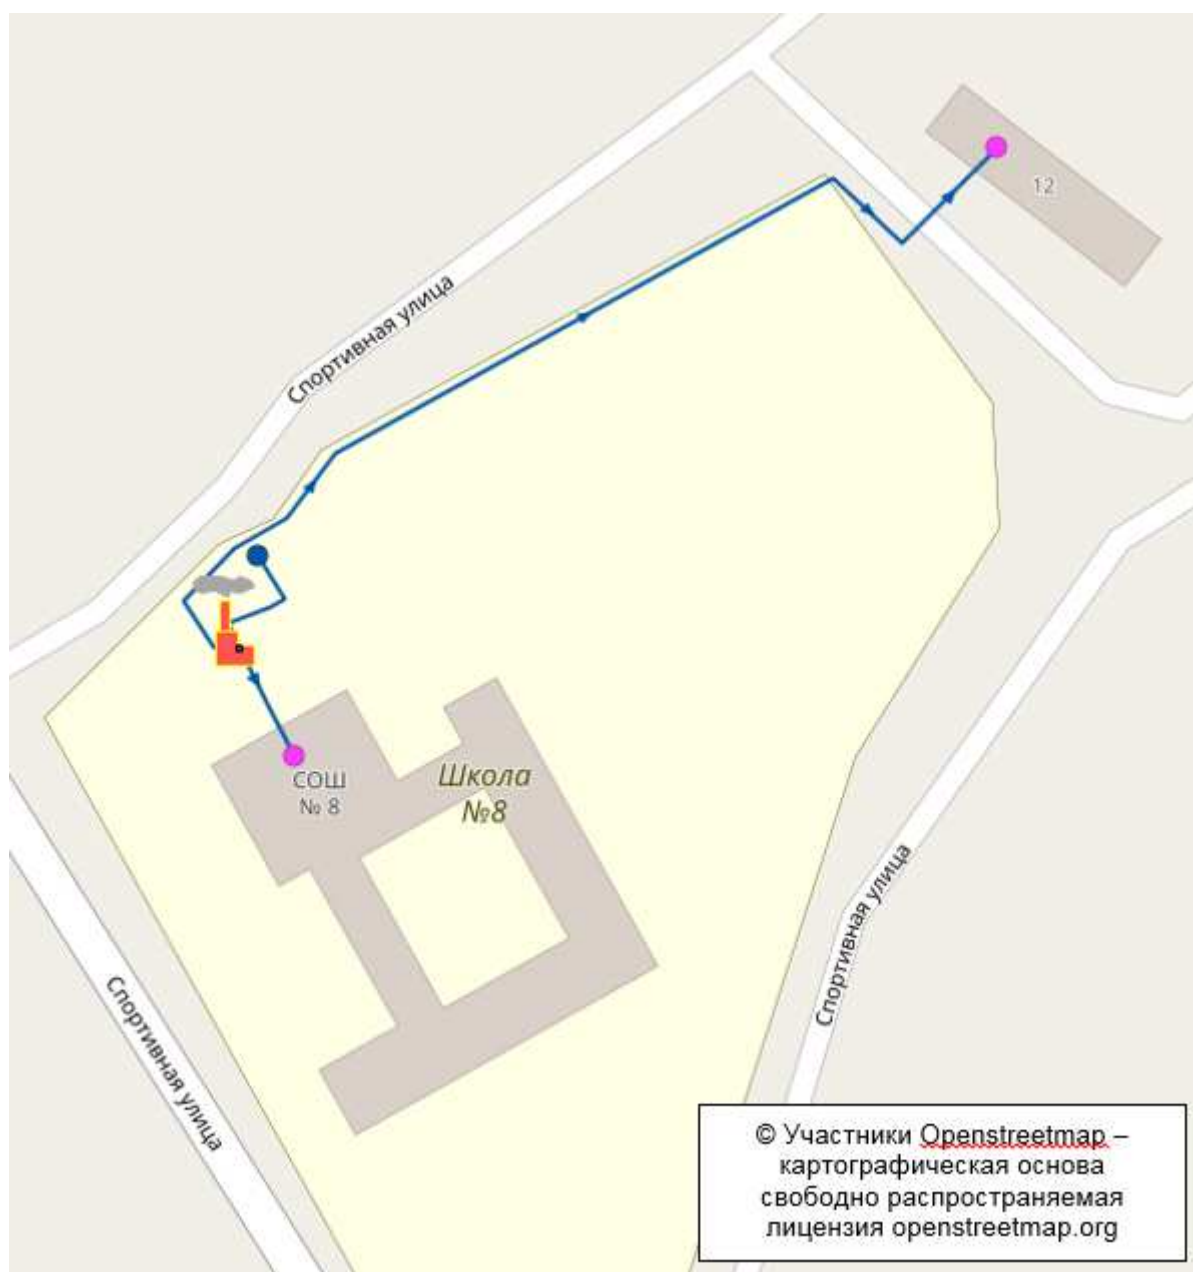 12
Спортивная улица
СОШ
№ 8
Школа
№8
Спортивная улица
Спортивная улица
© Участники Openstreetmap –
картографическая основа
свободно распространяемая
лицензия openstreetmap.org